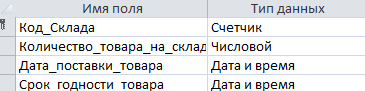 Имя поля Тип данных
Код_Склада Счетчик
Количество_товара_на_склад Числовой
Дата_поставки_товара Дата и время
Срок_годности_товара Дата и время